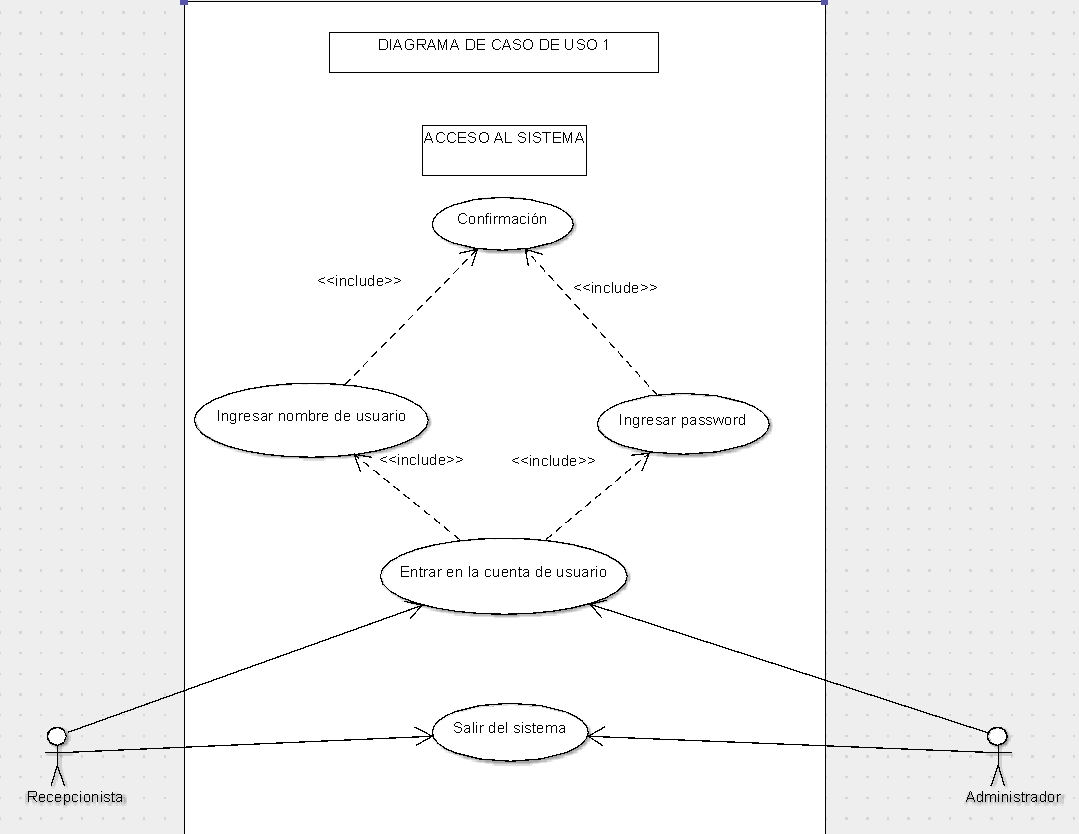 DIAGRAMA DE CASO DE USO 1
ACCESO AL SISTEMA
Confirmación
<<include>>
<<include>>
Ingresar nombre de usuario
Ingresar password
<<include>>
<<include>>
Entrar en la cuenta de usuario
Salir del sistema
Recepcionista
Administrador